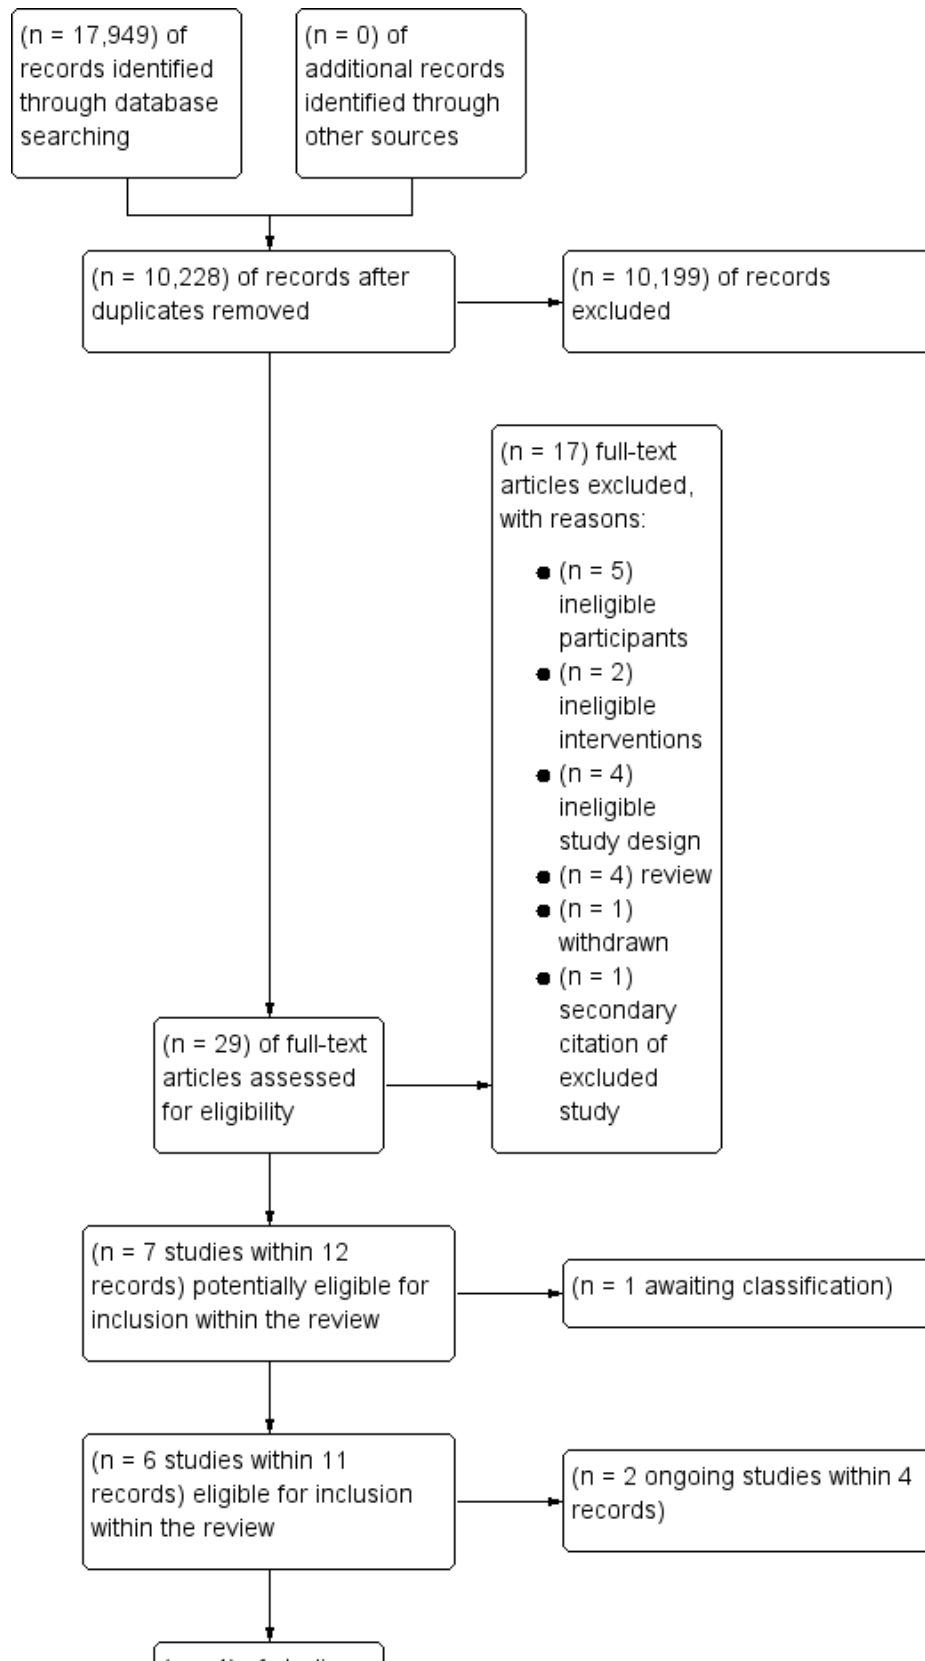 (n = 17,949) of
records identified
through database
searching
(n = 0) of
additional records
identified through
other sources
(n = 10,228) of records after
duplicates removed
(n = 10,199) of records
excluded
(n = 17) full-text
articles excluded,
with reasons:
● (n = 5)
ineligible
participants
● (n = 2)
ineligible
interventions
● (n = 4)
ineligible
study design
● (n = 4) review
● (n = 1)
withdrawn
● (n = 1)
secondary
citation of
excluded
study
(n = 29) of full-text
articles assessed
for eligibility
(n = 7 studies within 12
records) potentially eligible for
inclusion within the review
(n = 1 awaiting classification)
(n = 6 studies within 11
records) eligible for inclusion
within the review
(n = 2 ongoing studies within 4
records)